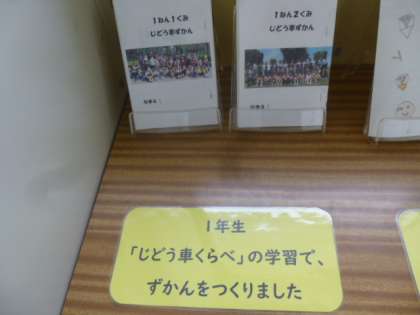 1ねん1くみ
じどう車ずかん
1ねん2くみ
じどう車ずかん
1年生
「じどう車くらべ」の学習で、
ずかんをつくりました